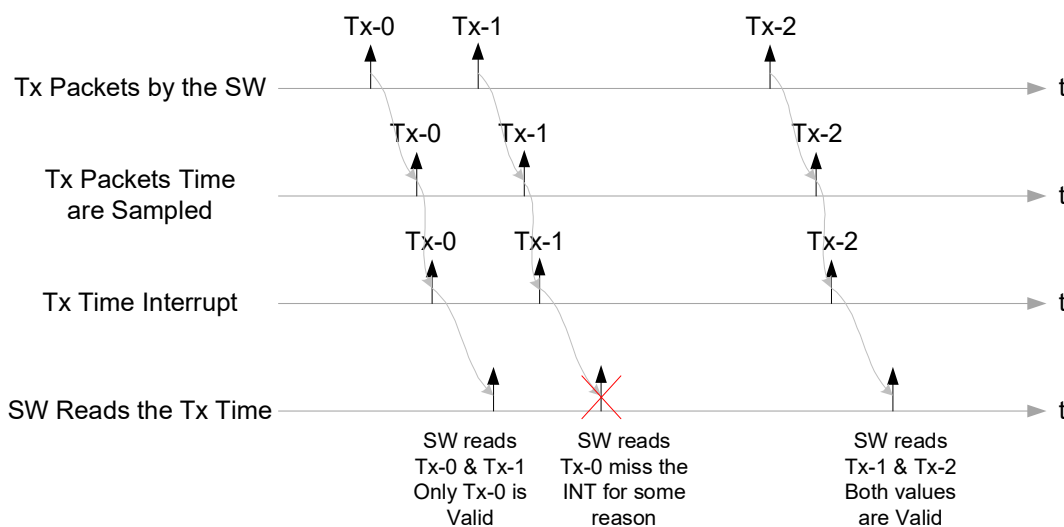 Tx-0
Tx-1
Tx-2
Tx Packets by the SW
t
Tx-0
Tx-1
Tx-2
Tx Packets Time
are Sampled
t
Tx-0
Tx-1
Tx-2
Tx Time Interrupt
t
SW Reads the Tx Time
t
SW reads
Tx-0 & Tx-1
Only Tx-0 is
Valid
SW reads
Tx-0 miss the
INT for some
reason
SW reads
Tx-1 & Tx-2
Both values
are Valid